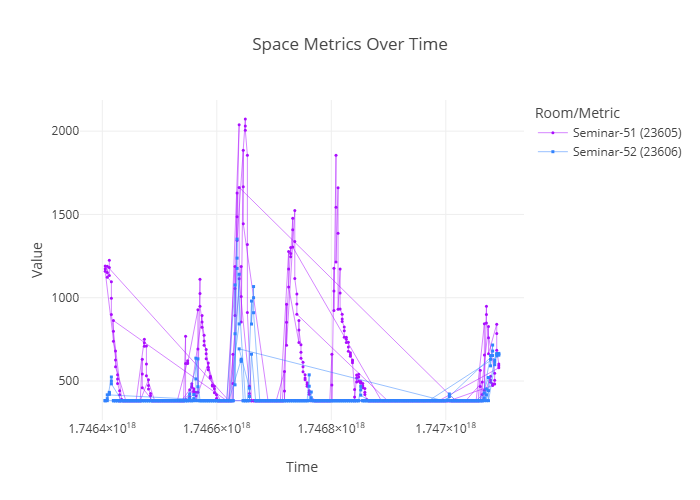 Space Metrics Over Time
Room/Metric
Seminar-51 (23605)
Seminar-52 (23606)
2000
1500
1000
500
Value
1.7464×10¹⁸ 1.7466×10¹⁸ 1.7468×10¹⁸ 1.747×10¹⁸
Time